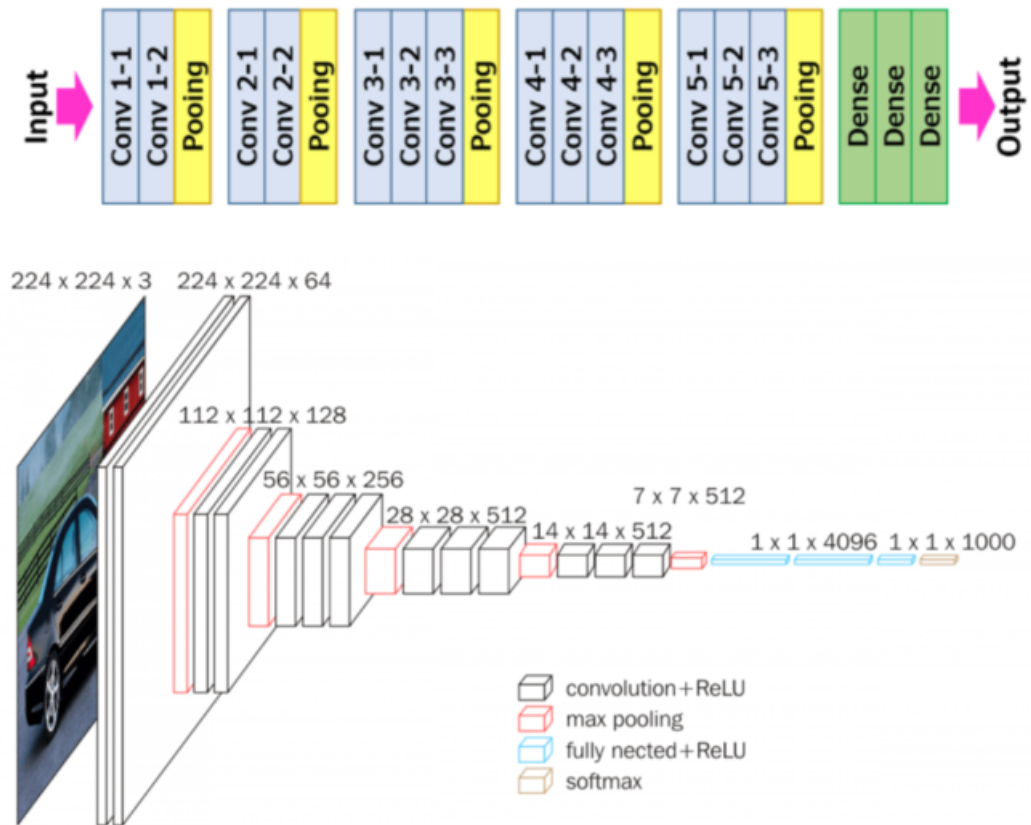 Input
Conv 1-1
Conv 1-2
Pooing
Conv 2-1
Conv 2-2
Pooing
Conv 3-1
Conv 3-2
Conv 3-3
Pooing
Conv 4-1
Conv 4-2
Conv 4-3
Pooing
Conv 5-1
Conv 5-2
Conv 5-3
Pooing
Dense
Dense
Dense
Output
224 x 224 x 3
224 x 224 x 64
112 x 112 x 128
56 x 56 x 256
28 x 28 x 512
14 x 14 x 512
7 x 7 x 512
1 x 1 x 4096
1 x 1 x 1000
convolution+ReLU
max pooling
fully nected+ReLU
softmax